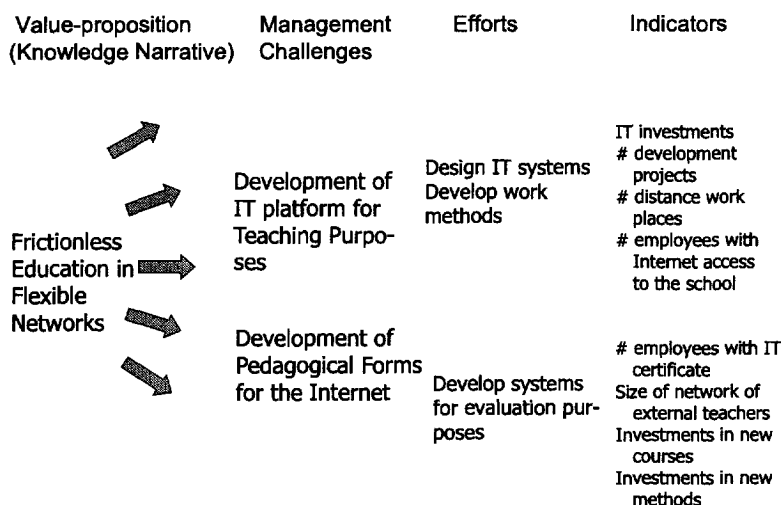 Value-proposition
(Knowledge Narrative)
Management
Challenges
Efforts
Indicators
Frictionless
Education in
Flexible
Networks
Development of
IT platform for
Teaching Purpo-
ses
Design IT systems
Develop work
methods
IT investments
# development
projects
# distance work
places
# employees with
Internet access
to the school
Development of
Pedagogical Forms
for the Internet
Develop systems
for evaluation pur-
poses
# employees with IT
certificate
Size of network of
external teachers
Investments in new
courses
Investments in new
methods